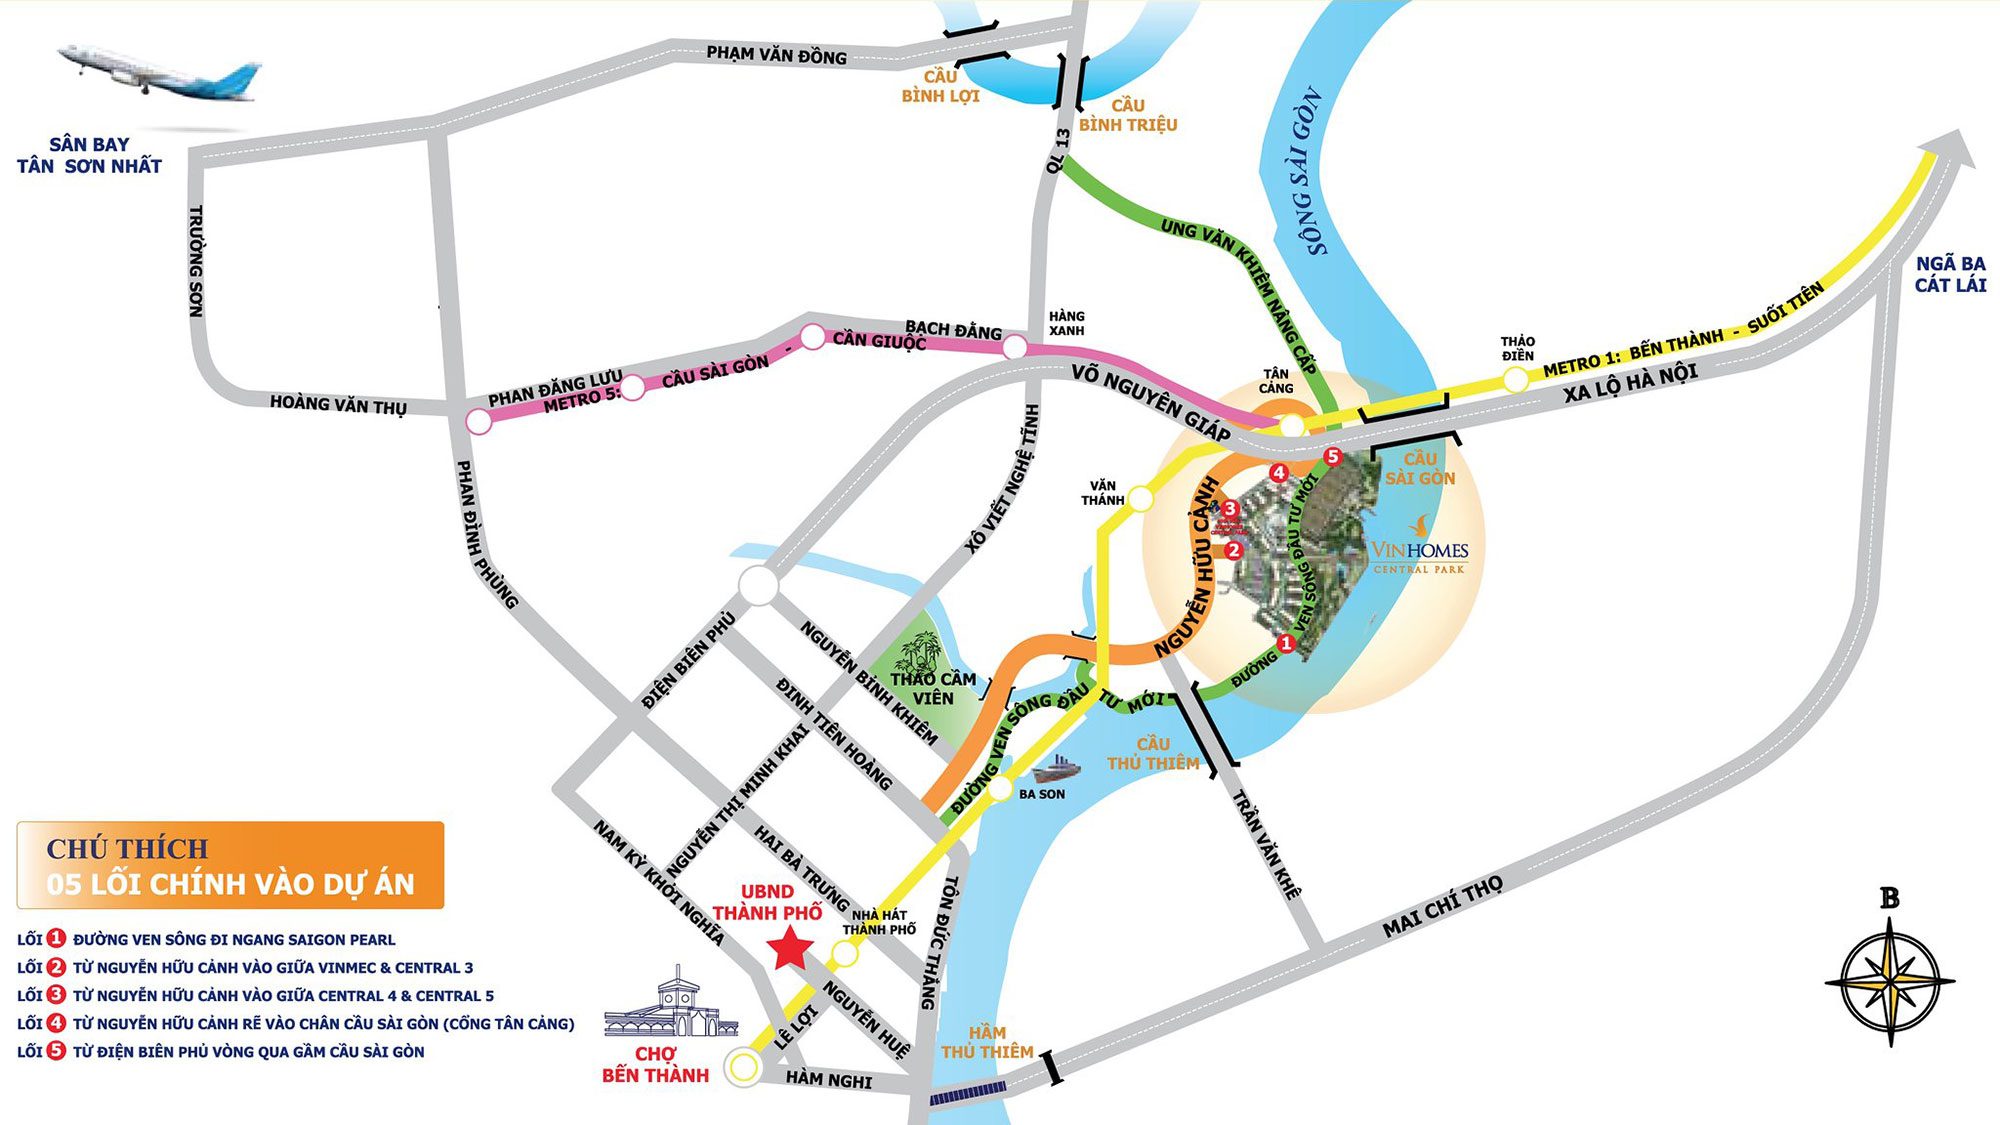 PHẠM VĂN ĐỒNG
CẦU
BÌNH LỢI
CẦU
BÌNH TRIỆU
SÂN BAY
TÂN SƠN NHẤT
QL 13
SÔNG SÀI GÒN
TRƯỜNG SƠN
UNG VĂN KHIÊM NÂNG CẤP
NGÃ BA
CÁT LÁI
HÀNG
XANH
BẠCH ĐẰNG
CẦN GIUỘC
THẢO
ĐIỀN
METRO 1: BẾN THÀNH - SUỐI TIÊN
XA LỘ HÀ NỘI
PHAN ĐĂNG LƯU
METRO 5:
CẦU SÀI GÒN -
HOÀNG VĂN THỤ
TÂN
CẢNG
VÕ NGUYÊN GIÁP
XÔ VIẾT NGHỆ TĨNH
PHAN ĐÌNH PHÙNG
VĂN
THÁNH
CẦU
SÀI GÒN
5
4
3
2
1
NGUYỄN HỮU CẢNH
VEN SÔNG ĐẦU TƯ MỚI
ĐƯỜNG
VINHOMES
CENTRAL PARK
ĐIỆN BIÊN PHỦ
NGUYỄN BỈNH KHIÊM
THẢO CẦM
VIÊN
ĐINH TIÊN HOÀNG
ĐƯỜNG VEN SÔNG ĐẦU
TƯ MỚI
CẦU
THỦ THIÊM
NGUYỄN THỊ MINH KHAI
BA SON
TRẦN VĂN KHÊ
NAM KỲ KHỞI NGHĨA
HAI BÀ TRƯNG
MAI CHÍ THỌ
UBND
THÀNH PHỐ
NHÀ HÁT
THÀNH PHỐ
TÔN ĐỨC THẮNG
B
CHÚ THÍCH
05 LỐI CHÍNH VÀO DỰ ÁN
LỐI 1 ĐƯỜNG VEN SÔNG ĐI NGANG SAIGON PEARL
LỐI 2 TỪ NGUYỄN HỮU CẢNH VÀO GIỮA VINMEC & CENTRAL 3
LỐI 3 TỪ NGUYỄN HỮU CẢNH VÀO GIỮA CENTRAL 4 & CENTRAL 5
LỐI 4 TỪ NGUYỄN HỮU CẢNH RẼ VÀO CHÂN CẦU SÀI GÒN (CỔNG TÂN CẢNG)
LỐI 5 TỪ ĐIỆN BIÊN PHỦ VÒNG QUA GẦM CẦU SÀI GÒN
CHỢ
BẾN THÀNH
LÊ LỢI
NGUYỄN HUỆ
HÀM NGHI
HẦM
THỦ THIÊM